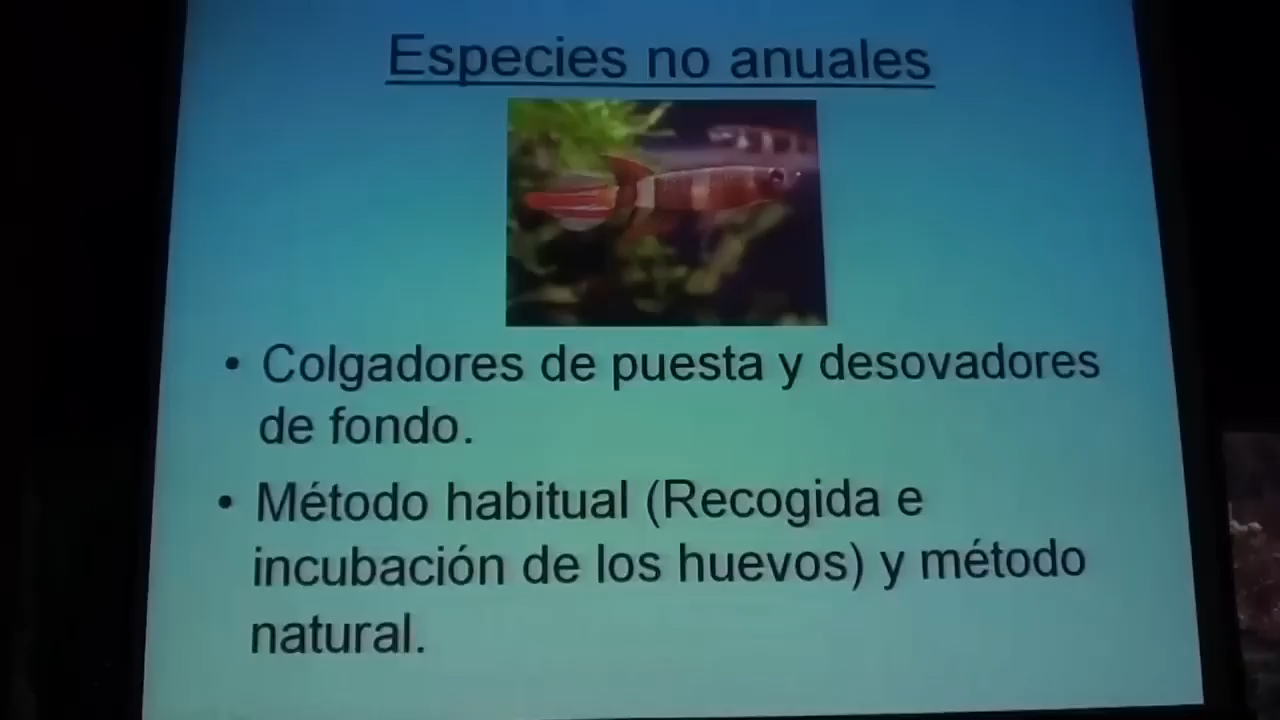 Especies no anuales
• Colgadores de puesta y desovadores
de fondo.
• Método habitual (Recogida e
incubación de los huevos) y método
natural.